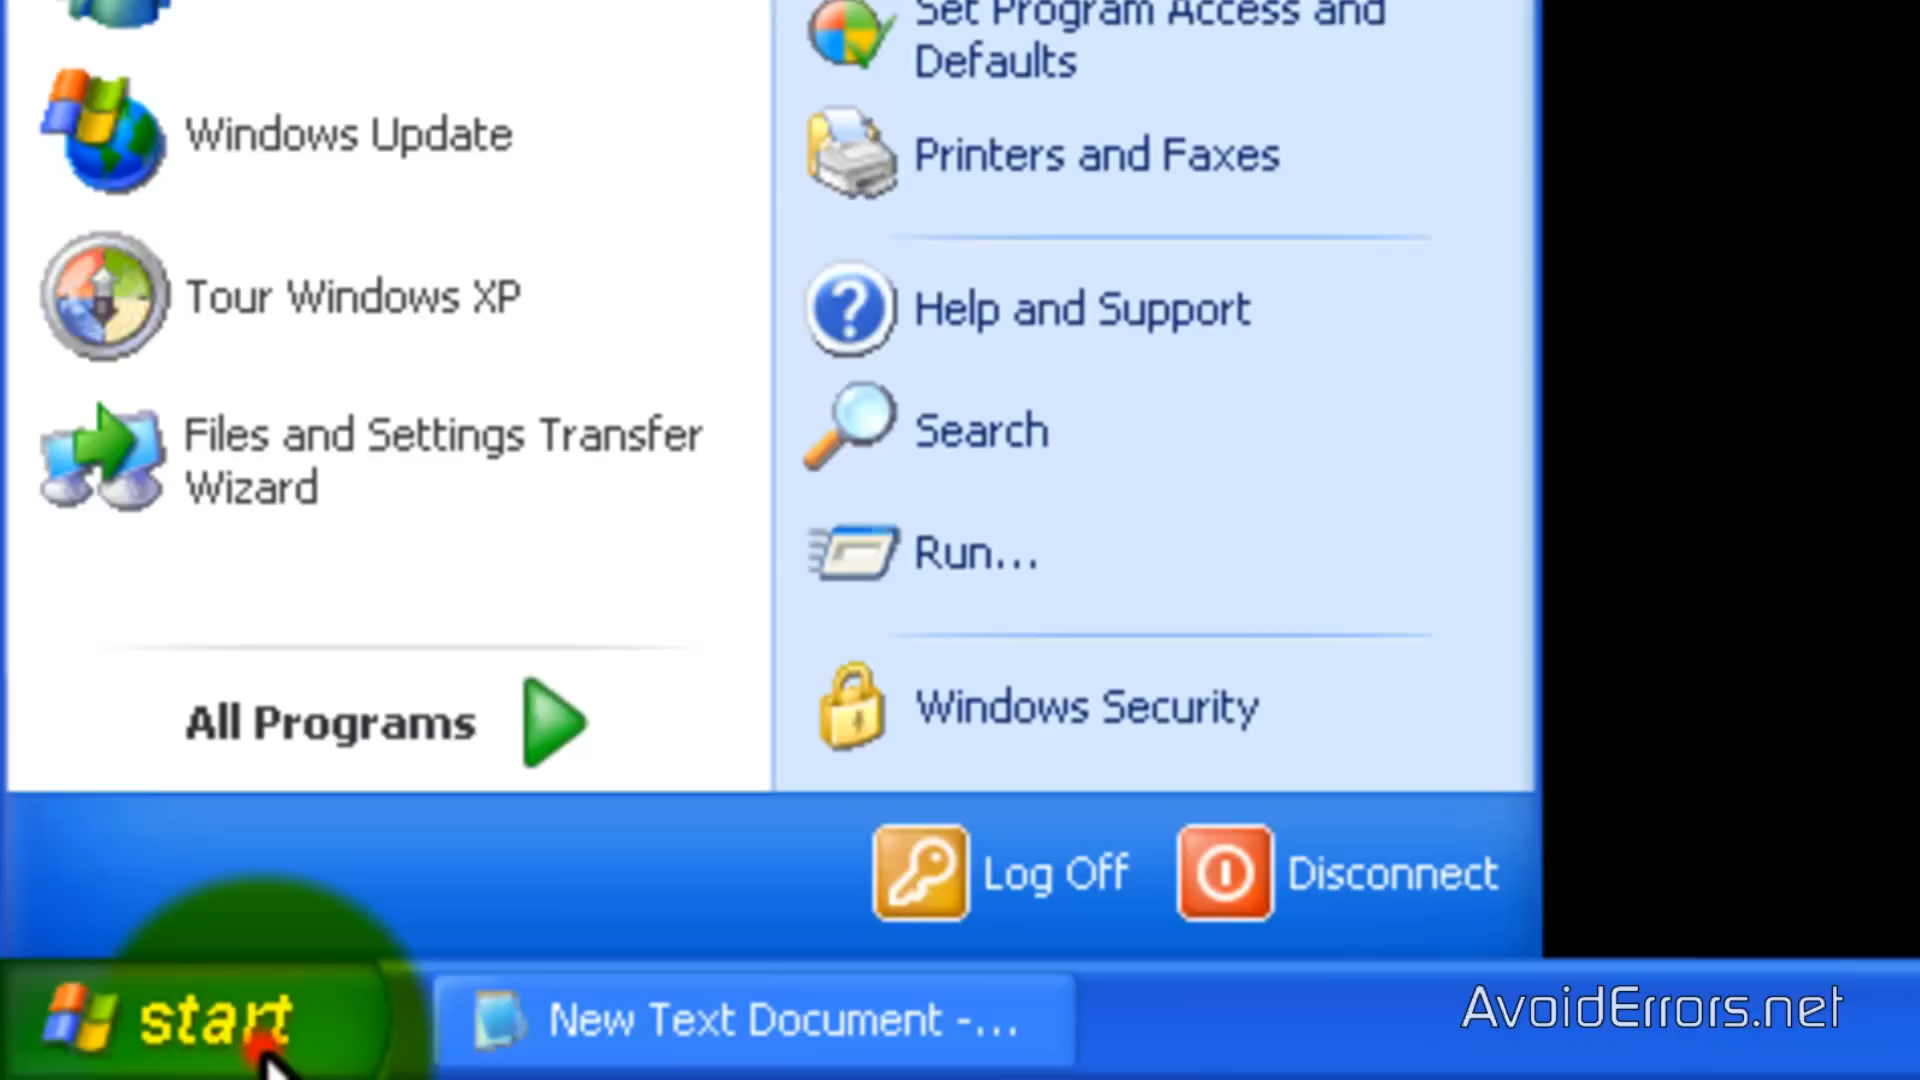 Windows Update
Tour Windows XP
Files and Settings Transfer
Wizard
All Programs
Set Program Access and
Defaults
Printers and Faxes
Help and Support
Search
Run...
Windows Security
Log Off
Disconnect
start
New Text Document -...
AvoidErrors.net